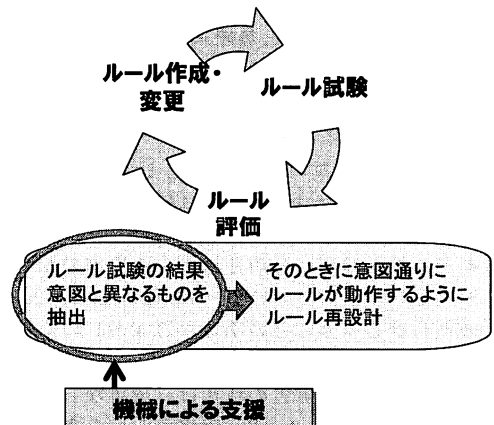 ルール作成・
変更
ルール試験
ルール
評価
ルール試験の結果
意図と異なるものを
抽出
そのときに意図通りに
ルールが動作するように
ルール再設計
機械による支援